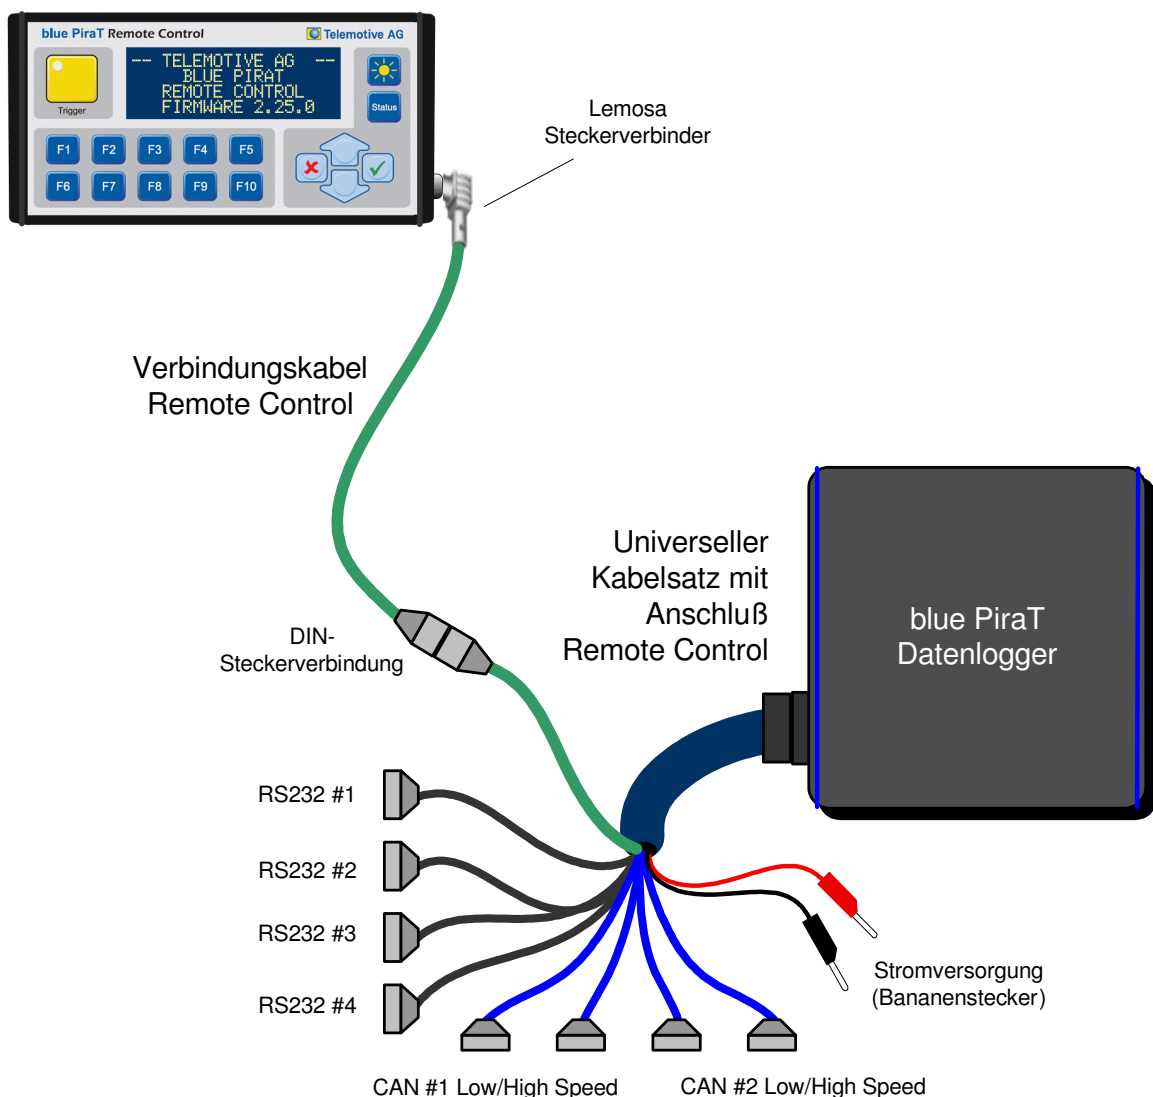 blue PiraT Remote Control
Telemotive AG
-- TELEMOTIVE AG --
BLUE PIRAT
REMOTE CONTROL
FIRMWARE 2.25.0
Trigger
Status
F1 F2 F3 F4 F5
F6 F7 F8 F9 F10
Lemosa
Steckerverbinder
Verbindungskabel
Remote Control
Universeller
Kabelsatz mit
Anschluß
Remote Control
blue PiraT
Datenlogger
DIN-
Steckerverbindung
RS232 #1
RS232 #2
RS232 #3
RS232 #4
Stromversorgung
(Bananenstecker)
CAN #1 Low/High Speed
CAN #2 Low/High Speed